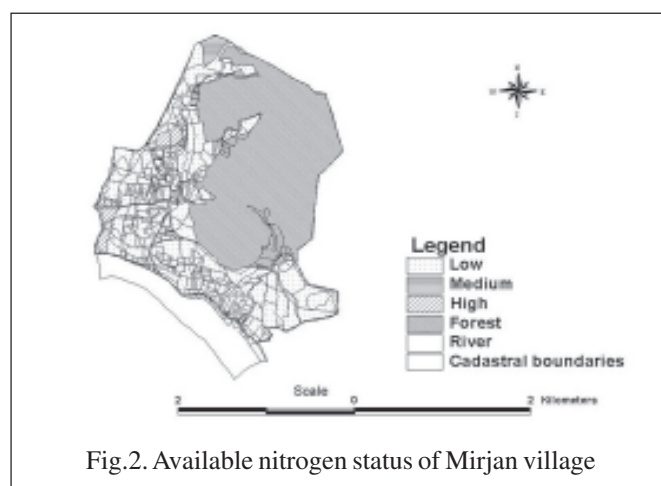 N
W E
S
Legend
Low
Medium
High
Forest
River
Cadastral boundaries
Scale
2 0 2 Kilometers
Fig.2. Available nitrogen status of Mirjan village